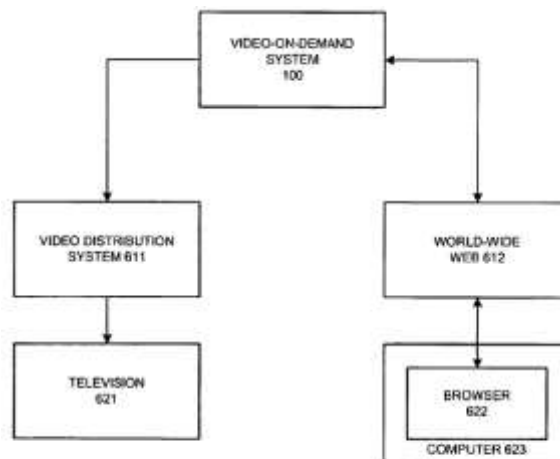 VIDEO-ON-DEMAND
SYSTEM
100
VIDEO DISTRIBUTION
SYSTEM 611
WORLD-WIDE
WEB 612
TELEVISION
621
BROWSER
622
COMPUTER 623